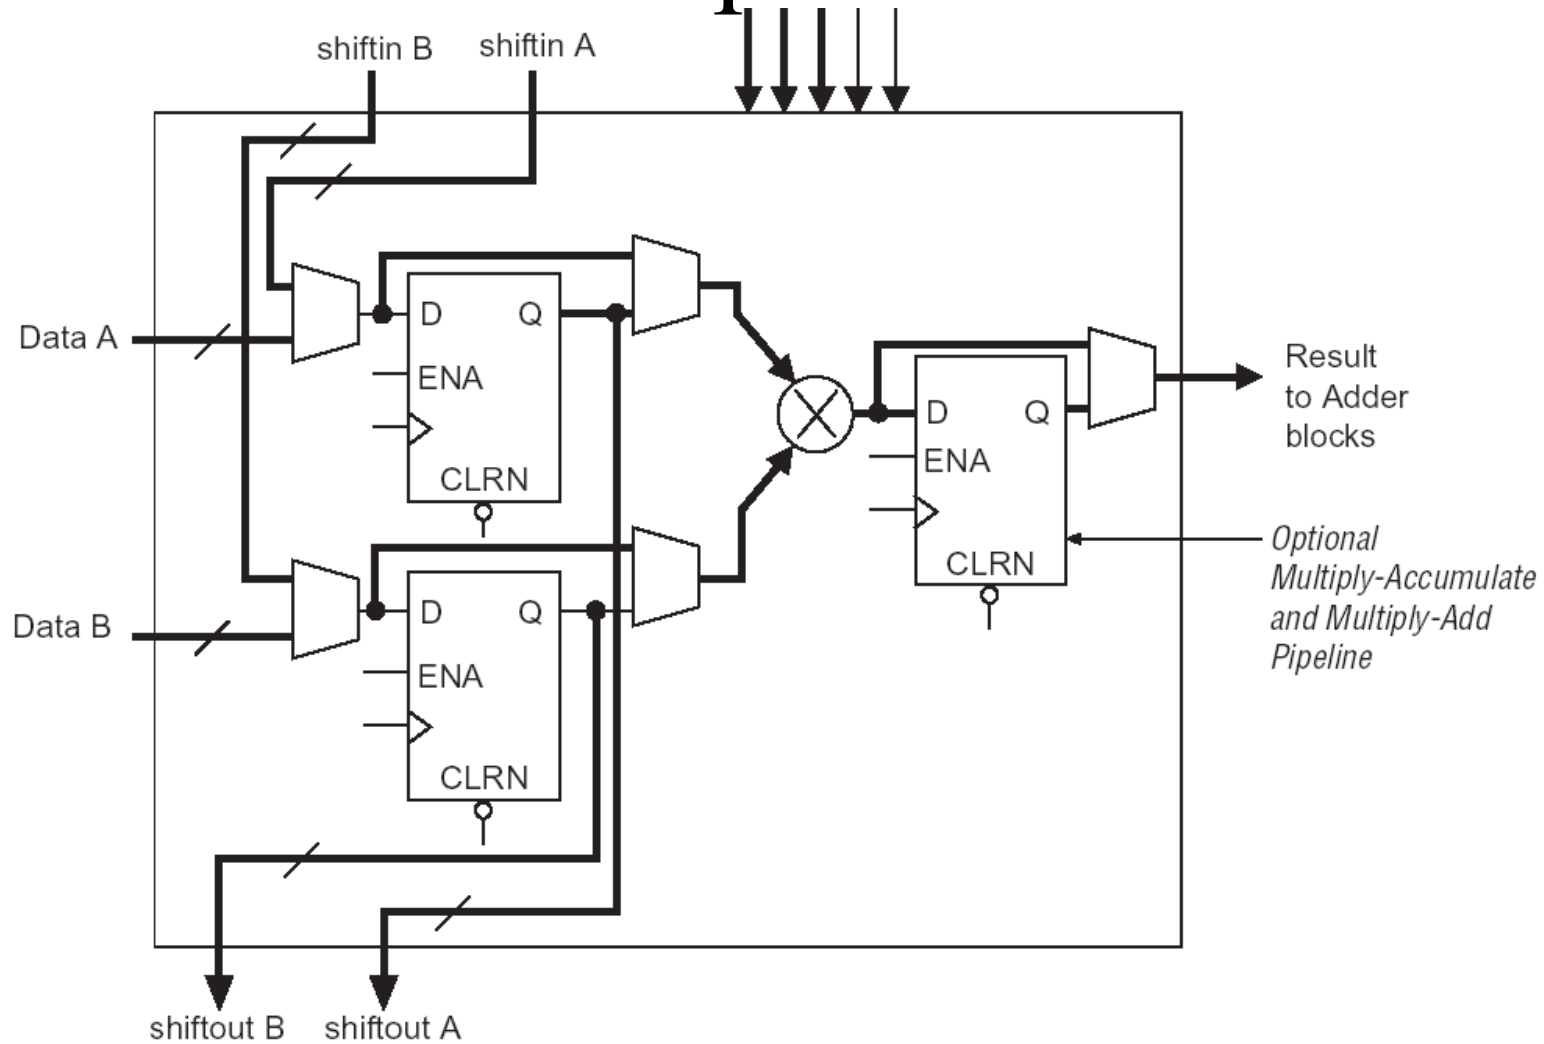 shiftin B
shiftin A
Data A
D
Q
ENA
CLRN
D
Q
ENA
CLRN
Result
to Adder
blocks
Data B
D
Q
ENA
CLRN
Optional
Multiply-Accumulate
and Multiply-Add
Pipeline
shiftout B
shiftout A